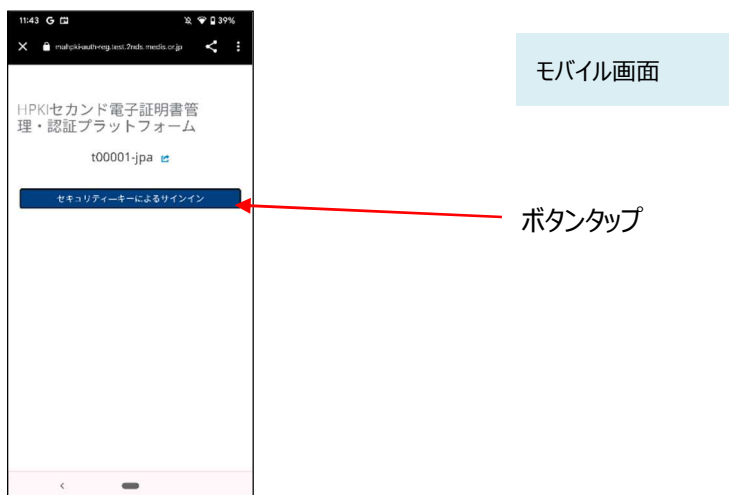 11:43 G 39%
mahpki-auth-reg.test.2nds.medis.or.jp
HPKIセカンド電子証明書管
理・認証プラットフォーム
t00001-jpa
セキュリティーキーによるサインイン
モバイル画面
ボタンタップ